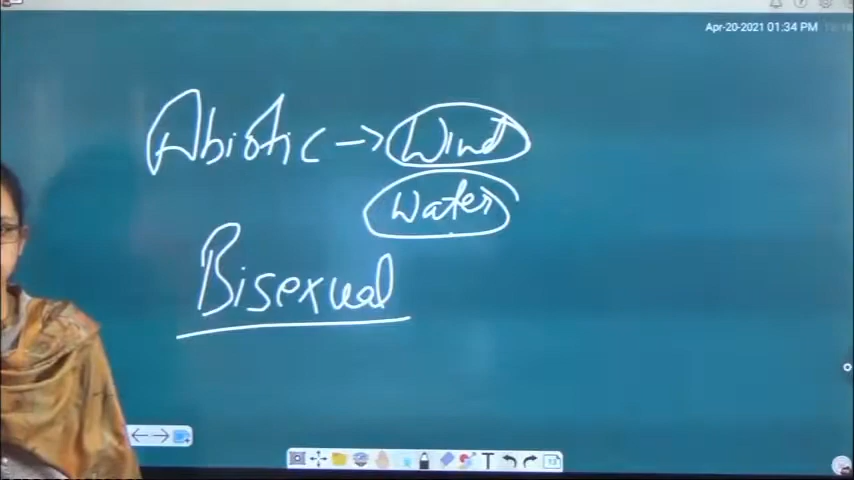 Apr-20-2021 01:34 PM
Abiotic → Wind
Water
Bisexual
T